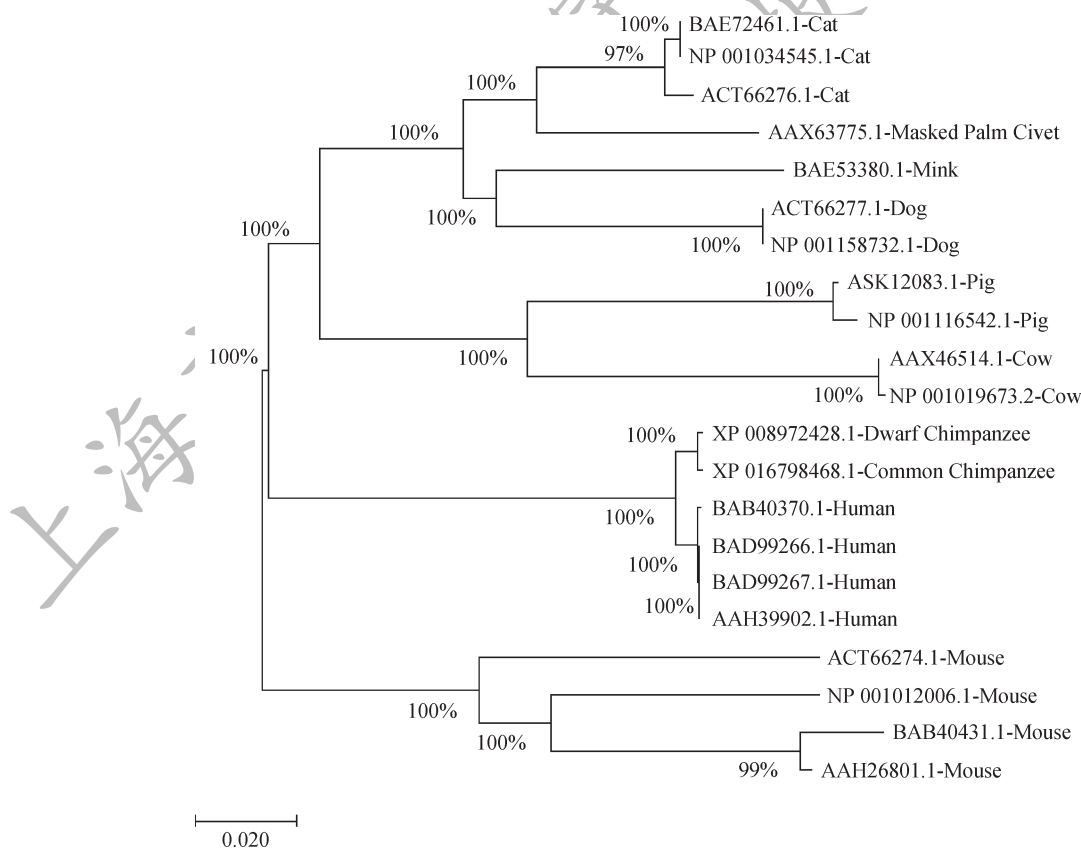 100% BAE72461.1-Cat
97% NP 001034545.1-Cat
100%
ACT66276.1-Cat
100% AAX63775.1-Masked Palm Civet
BAE53380.1-Mink
100% ACT66277.1-Dog
100%
100% NP 001158732.1-Dog
100% ASK12083.1-Pig
NP 001116542.1-Pig
100% 100% AAX46514.1-Cow
100% NP 001019673.2-Cow
100% XP 008972428.1-Dwarf Chimpanzee
XP 016798468.1-Common Chimpanzee
100% BAB40370.1-Human
100% BAD99266.1-Human
BAD99267.1-Human
100% AAH39902.1-Human
ACT66274.1-Mouse
100% NP 001012006.1-Mouse
100% BAB40431.1-Mouse
99% AAH26801.1-Mouse
0.020
上海